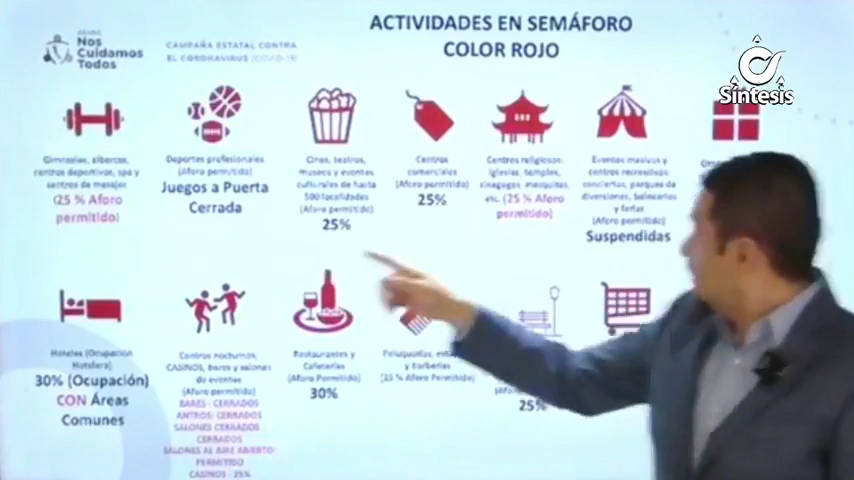 ACTIVIDADES EN SEMÁFORO
COLOR ROJO
Nos
Cuidamos
Todos
CAMPAÑA ESTATAL CONTRA
EL CORONAVIRUS (COVID-19)
Síntesis
Gimnasios, albercas,
centros deportivos, spa y
centros de masajes
(25 % Aforo
permitido)
Deportes profesionales
(Aforo permitido)
Juegos a Puerta
Cerrada
Cines, teatros,
museos y eventos
culturales de hasta
500 localidades
(Aforo permitido)
25%
Centros
comerciales
(Aforo permitido)
25%
Centros religiosos:
iglesias, templos,
sinagogas, mezquitas,
etc. (25 % Aforo
permitido)
Eventos masivos y
centros recreativos
conciertos, parques de
diversiones, balnearios
y ferias
(Aforo permitido)
Suspendidas
Hoteles (Ocupación
Hotelera)
30% (Ocupación)
CON Áreas
Comunes
Centros nocturnos,
CASINOS, bares y salones
de eventos
(Aforo permitido)
BARES - CERRADOS
ANTROS- CERRADOS
SALONES CERRADOS -
CERRADOS
SALONES AL AIRE ABIERTO-
PERMITIDO
CASINOS - 25%
Restaurantes y
Cafeterías
(Aforo Permitido)
30%
Peluquerías,
y barberías
(25 % Aforo Permitido)
25%